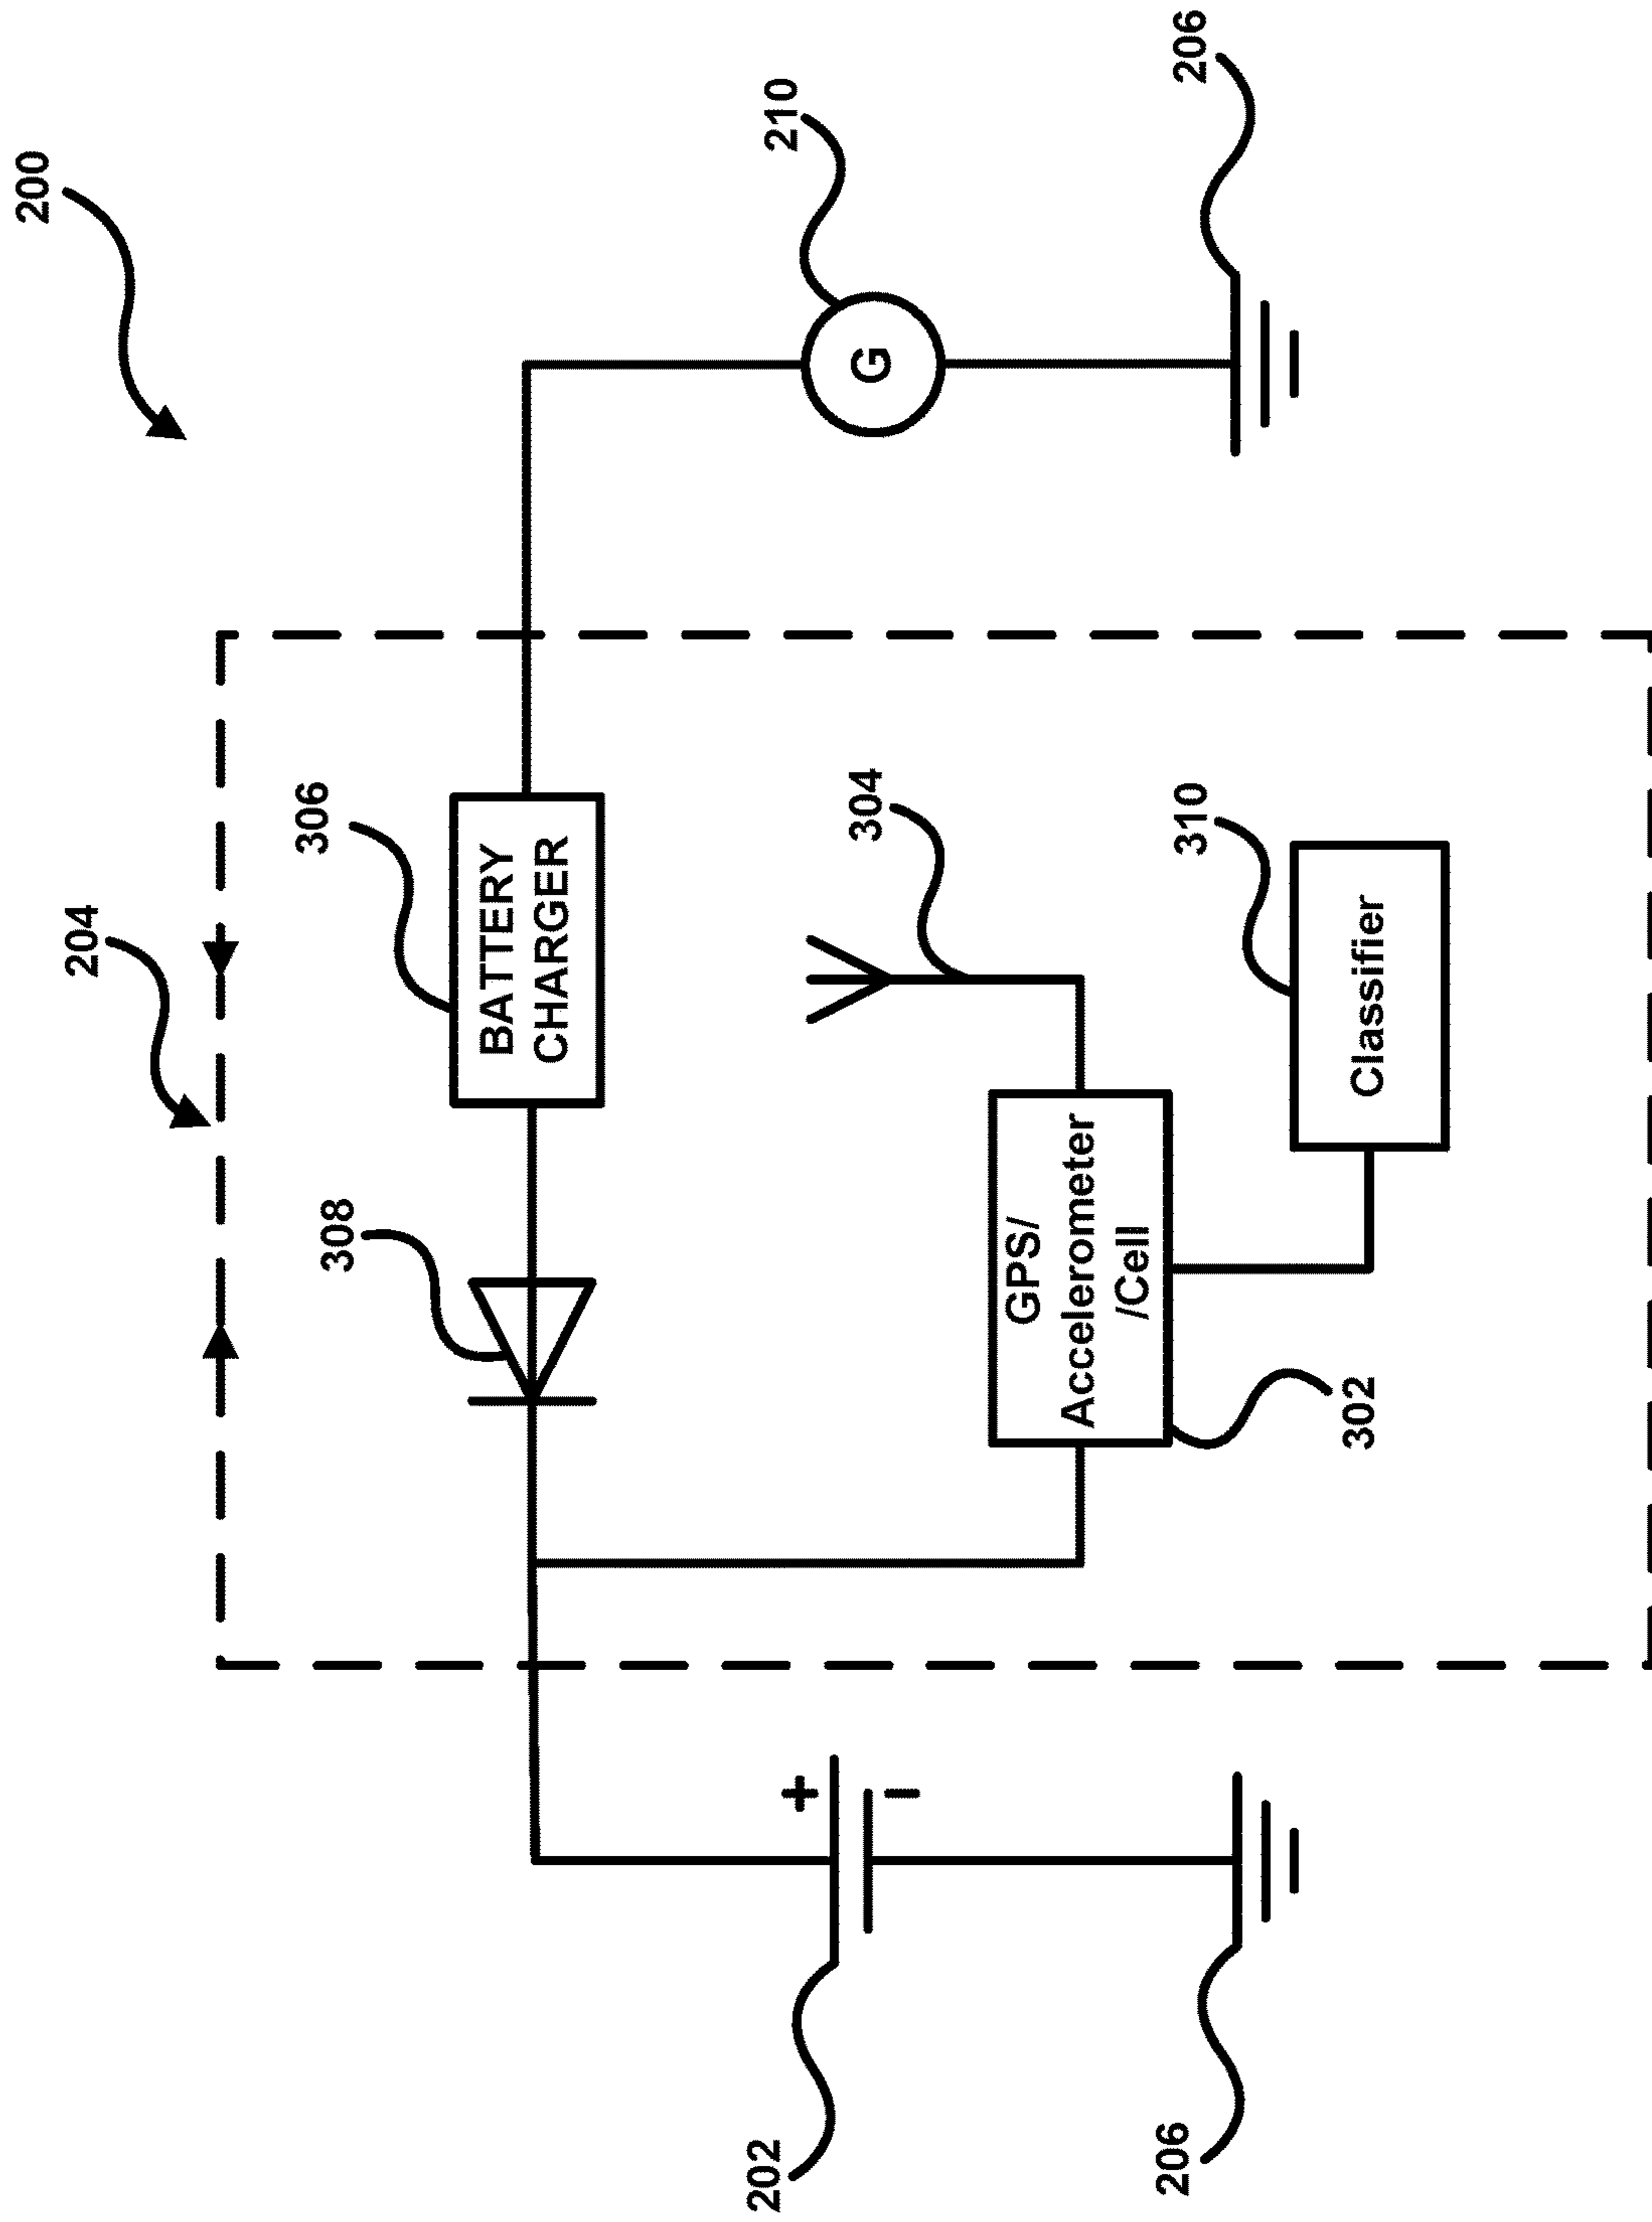 200
204
306
308
BATTERY
CHARGER
210
G
206
304
310
GPS/
Accelerometer
/Cell
Classifier
302
202
+
−
206